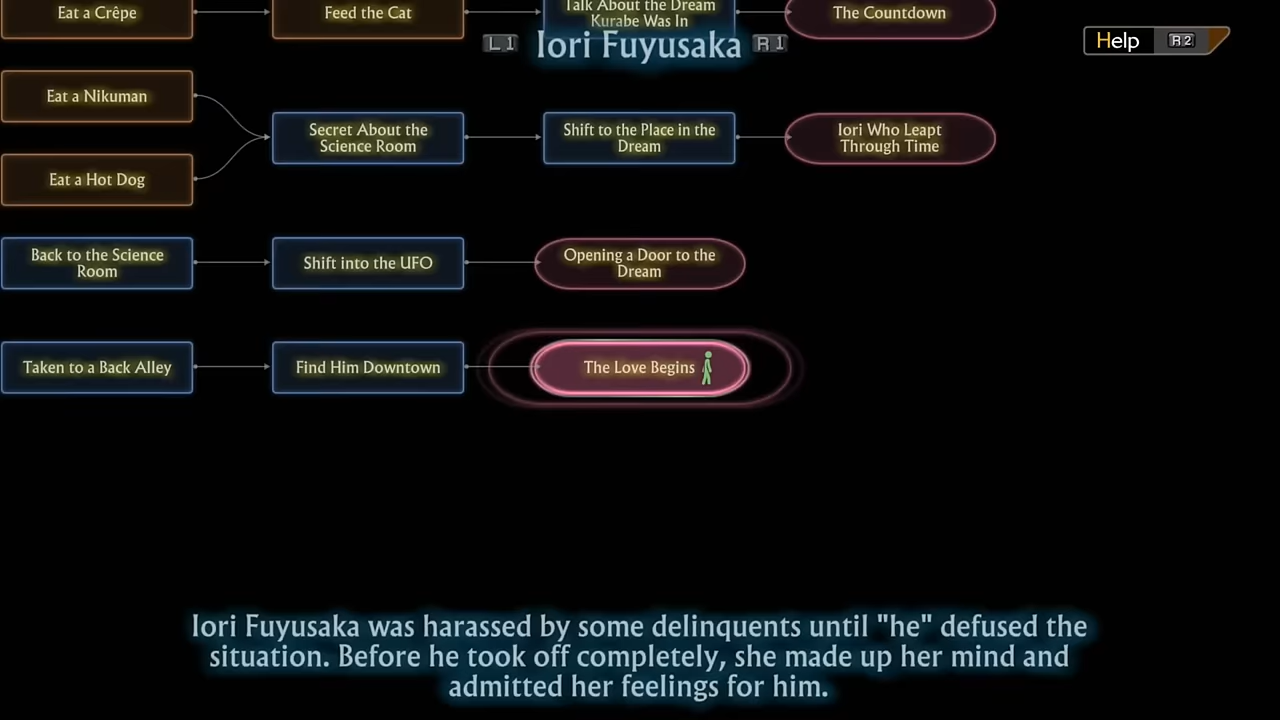 Eat a Crêpe
Feed the Cat
Talk About the Dream
Kurabe Was In
The Countdown
L1
Iori Fuyusaka
R1
Help
R2
Eat a Nikuman
Secret About the
Science Room
Shift to the Place in the
Dream
Iori Who Leapt
Through Time
Eat a Hot Dog
Back to the Science
Room
Shift into the UFO
Opening a Door to the
Dream
Taken to a Back Alley
Find Him Downtown
The Love Begins
Iori Fuyusaka was harassed by some delinquents until "he" defused the
situation. Before he took off completely, she made up her mind and
admitted her feelings for him.